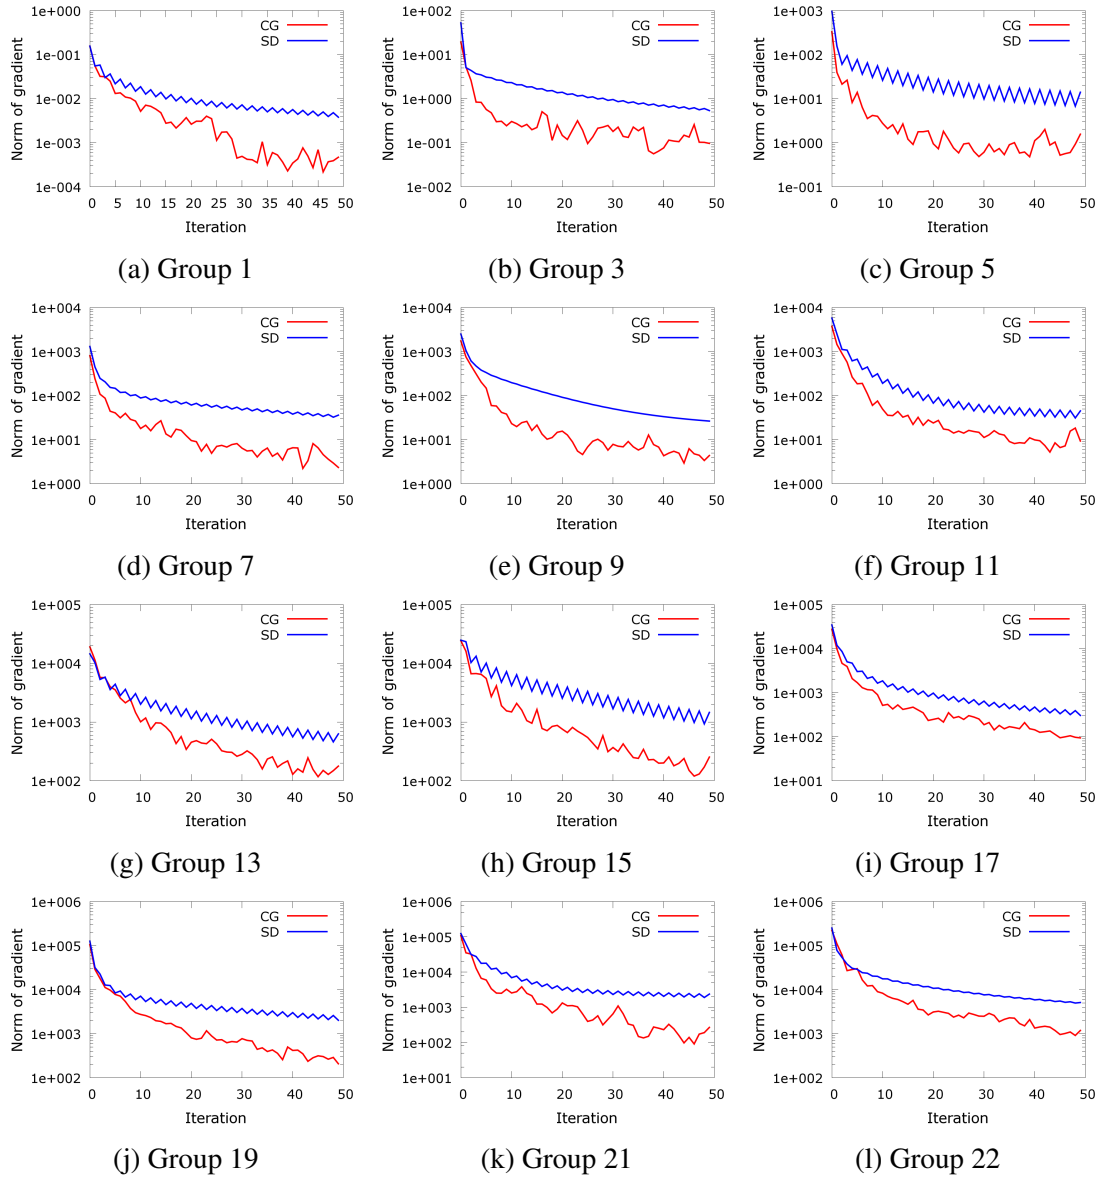 1e+000
1e-001
1e-002
1e-003
1e-004
Norm of gradient
CG
SD
0 5 10 15 20 25 30 35 40 45 50
Iteration
(a) Group 1
1e+002
1e+001
1e+000
1e-001
1e-002
Norm of gradient
CG
SD
0 10 20 30 40 50
Iteration
(b) Group 3
1e+003
1e+002
1e+001
1e+000
1e-001
Norm of gradient
CG
SD
0 10 20 30 40 50
Iteration
(c) Group 5
1e+004
1e+003
1e+002
1e+001
1e+000
Norm of gradient
CG
SD
0 10 20 30 40 50
Iteration
(d) Group 7
1e+004
1e+003
1e+002
1e+001
1e+000
Norm of gradient
CG
SD
0 10 20 30 40 50
Iteration
(e) Group 9
1e+004
1e+003
1e+002
1e+001
1e+000
Norm of gradient
CG
SD
0 10 20 30 40 50
Iteration
(f) Group 11
1e+005
1e+004
1e+003
1e+002
Norm of gradient
CG
SD
0 10 20 30 40 50
Iteration
(g) Group 13
1e+005
1e+004
1e+003
1e+002
Norm of gradient
CG
SD
0 10 20 30 40 50
Iteration
(h) Group 15
1e+005
1e+004
1e+003
1e+002
1e+001
Norm of gradient
CG
SD
0 10 20 30 40 50
Iteration
(i) Group 17
1e+006
1e+005
1e+004
1e+003
1e+002
Norm of gradient
CG
SD
0 10 20 30 40 50
Iteration
(j) Group 19
1e+006
1e+005
1e+004
1e+003
1e+002
1e+001
Norm of gradient
CG
SD
0 10 20 30 40 50
Iteration
(k) Group 21
1e+006
1e+005
1e+004
1e+003
1e+002
Norm of gradient
CG
SD
0 10 20 30 40 50
Iteration
(l) Group 22